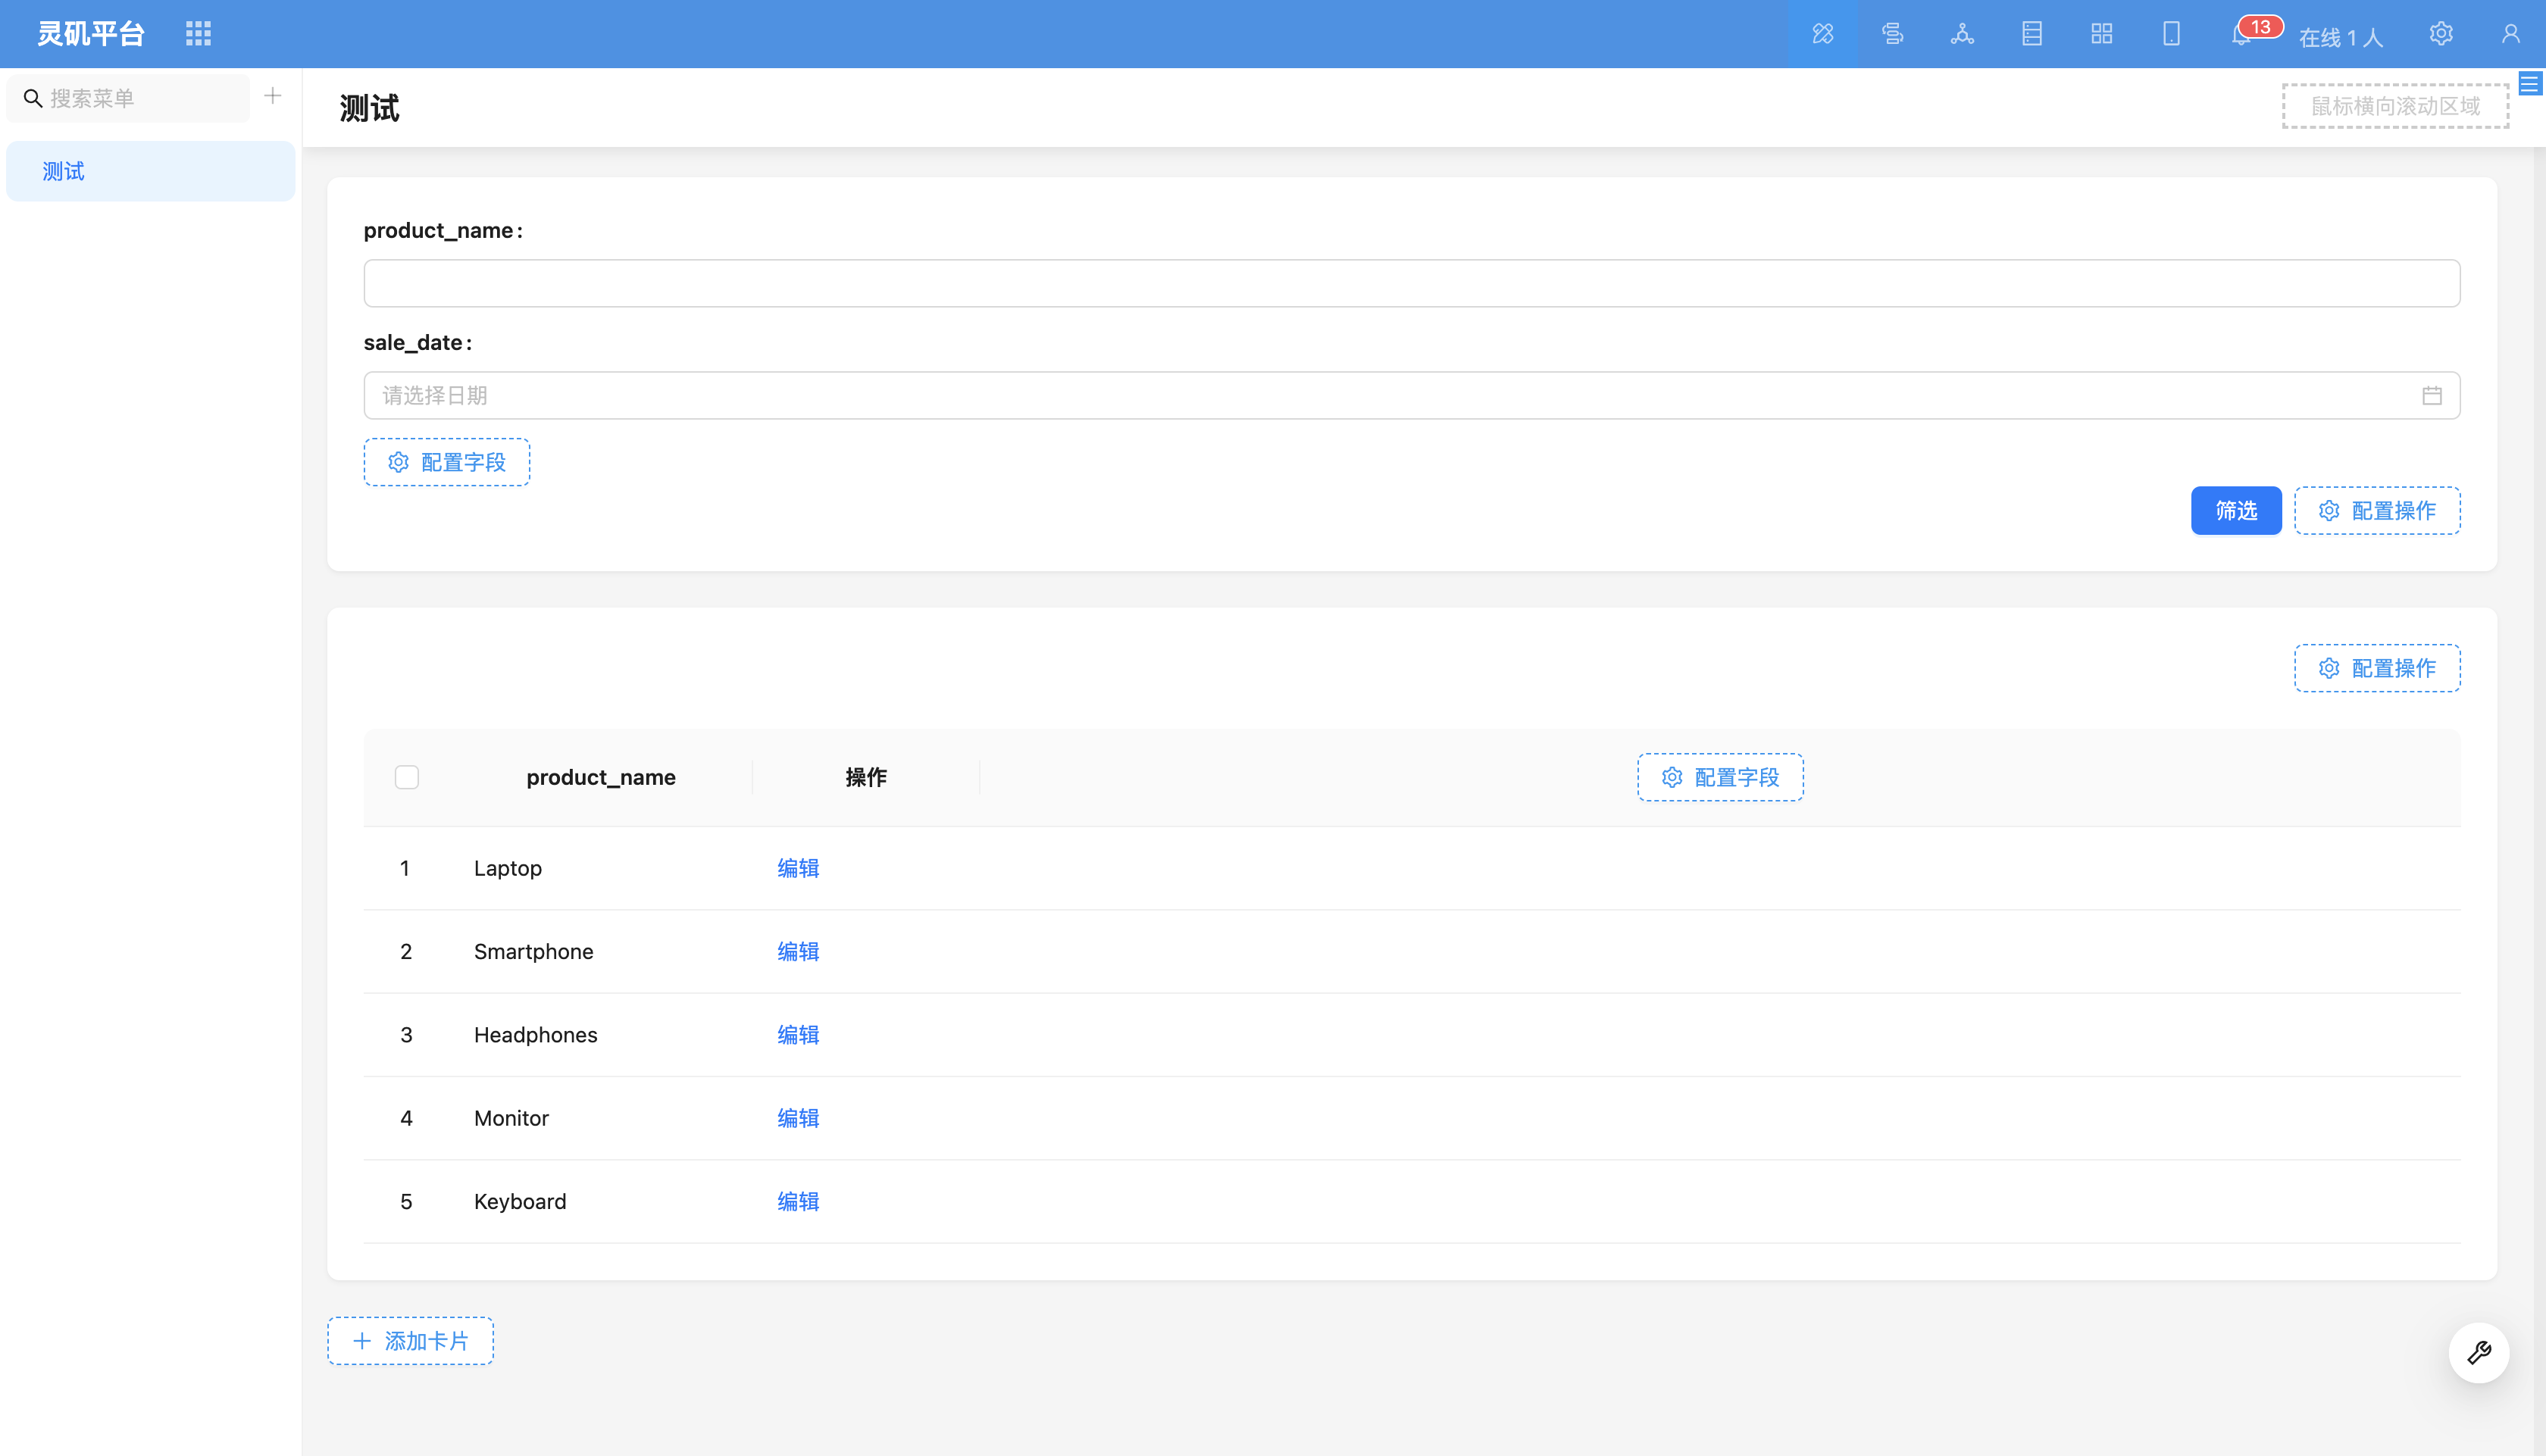 灵矶平台
13
在线 1 人
搜索菜单
测试
测试
鼠标横向滚动区域
product_name :
sale_date :
请选择日期
配置字段
筛选
配置操作
配置操作
product_name 操作 配置字段
1 Laptop 编辑
2 Smartphone 编辑
3 Headphones 编辑
4 Monitor 编辑
5 Keyboard 编辑
添加卡片